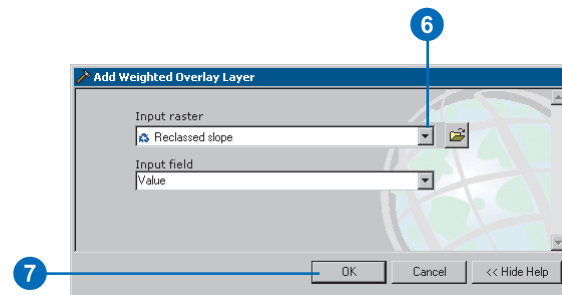 6
Add Weighted Overlay Layer
Input raster
Reclassed slope
Input field
Value
7
OK
Cancel
<< Hide Help